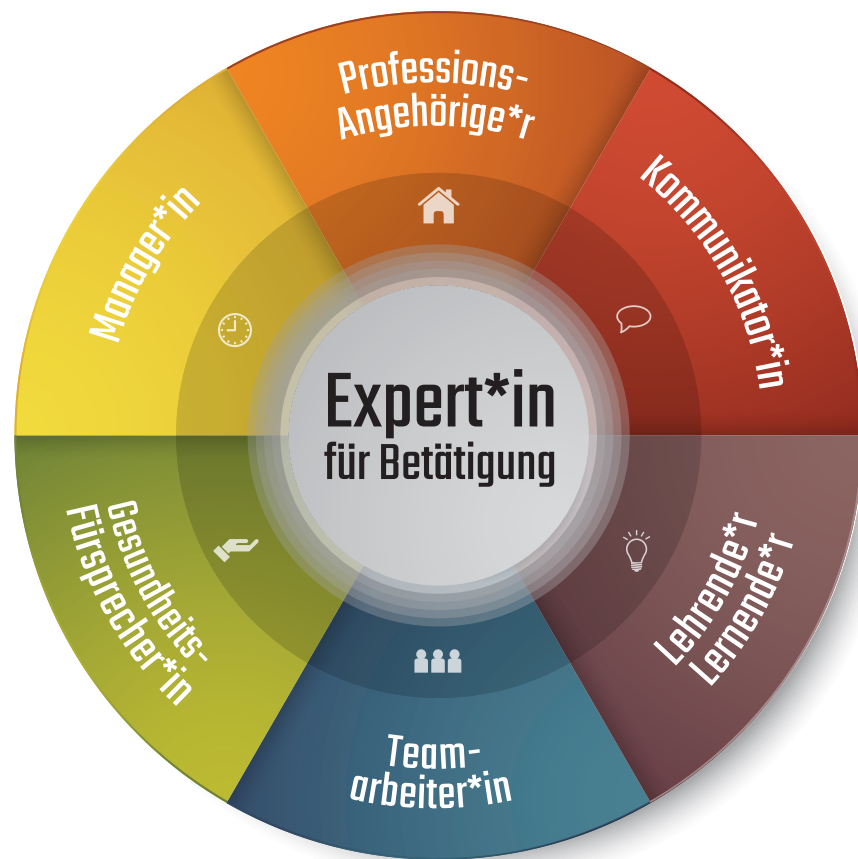 Professions-
Angehörige*r
Kommunikator*in
Lehrende*r
Lernende*r
Team-
arbeiter*in
Gesundheits-
Fürsprecher*in
Manager*in
Expert*in
für Betätigung